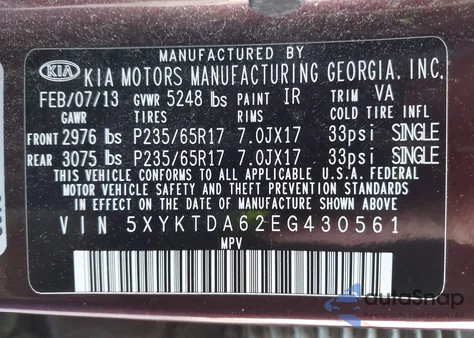 MANUFACTURED BY
KIA KIA MOTORS MANUFACTURING GEORGIA, INC.
FEB/07/13 GVWR 5248 lbs PAINT IR TRIM VA
GAWR TIRES RIMS COLD TIRE INFL
FRONT 2976 lbs P235/65R17 7.0JX17 33psi SINGLE
REAR 3075 lbs P235/65R17 7.0JX17 33psi SINGLE
THIS VEHICLE CONFORMS TO ALL APPLICABLE U.S.A. FEDERAL
MOTOR VEHICLE SAFETY AND BUMPER STANDARDS
IN EFFECT ON THE DATE OF MANUFACTURE SHOWN ABOVE.
VIN 5XYKTDA62EG430561
MPV
autoSnap